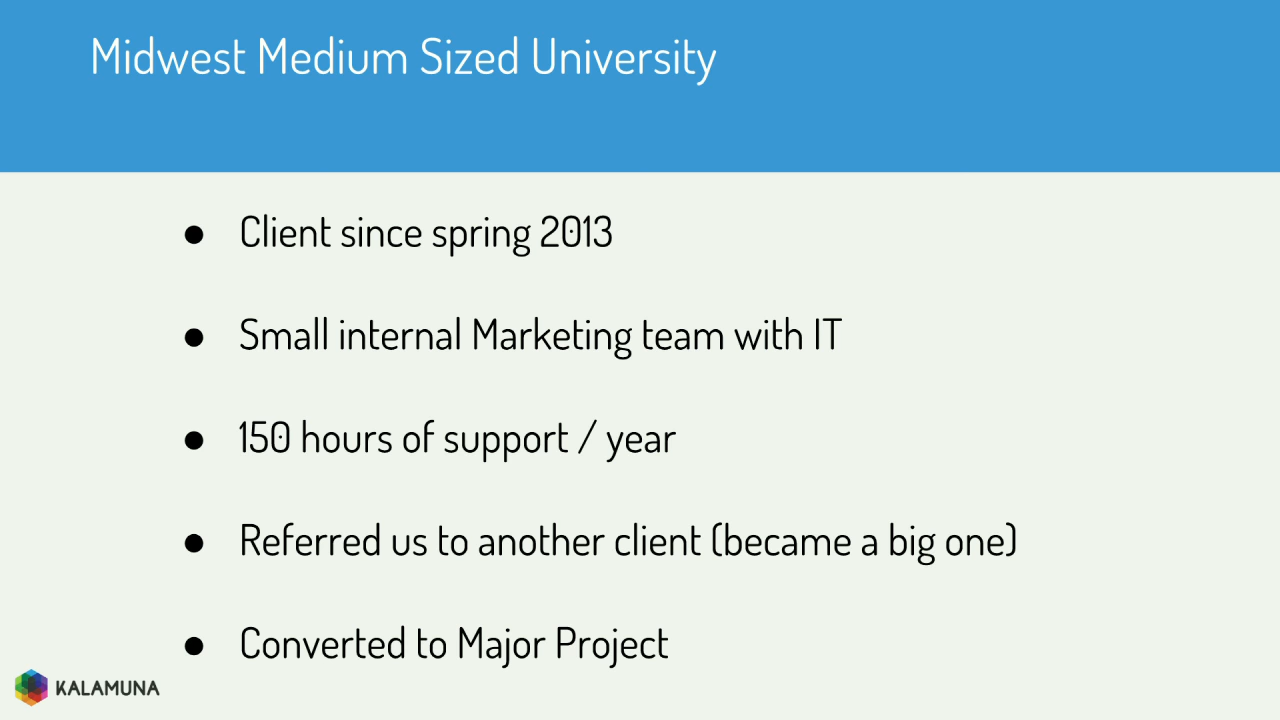 Midwest Medium Sized University
● Client since spring 2013
● Small internal Marketing team with IT
● 150 hours of support / year
● Referred us to another client (became a big one)
● Converted to Major Project
KALAMUNA